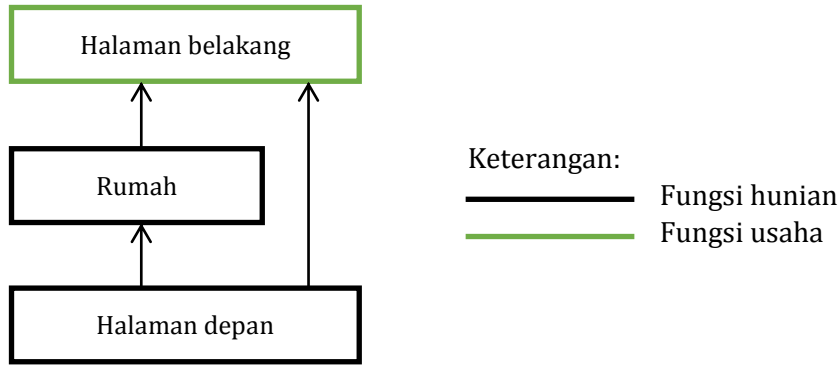 Halaman belakang
Rumah
Halaman depan
Keterangan:
Fungsi hunian
Fungsi usaha